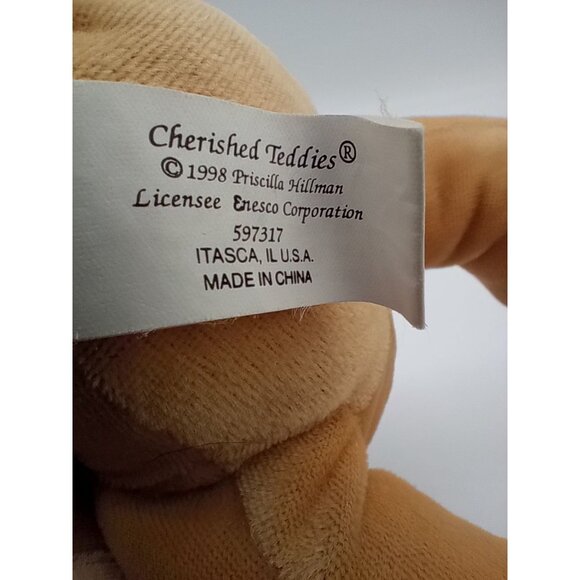 Cherished Teddies®
© 1998 Priscilla Hillman
Licensee Enesco Corporation
597317
ITASCA, IL U.S.A.
MADE IN CHINA